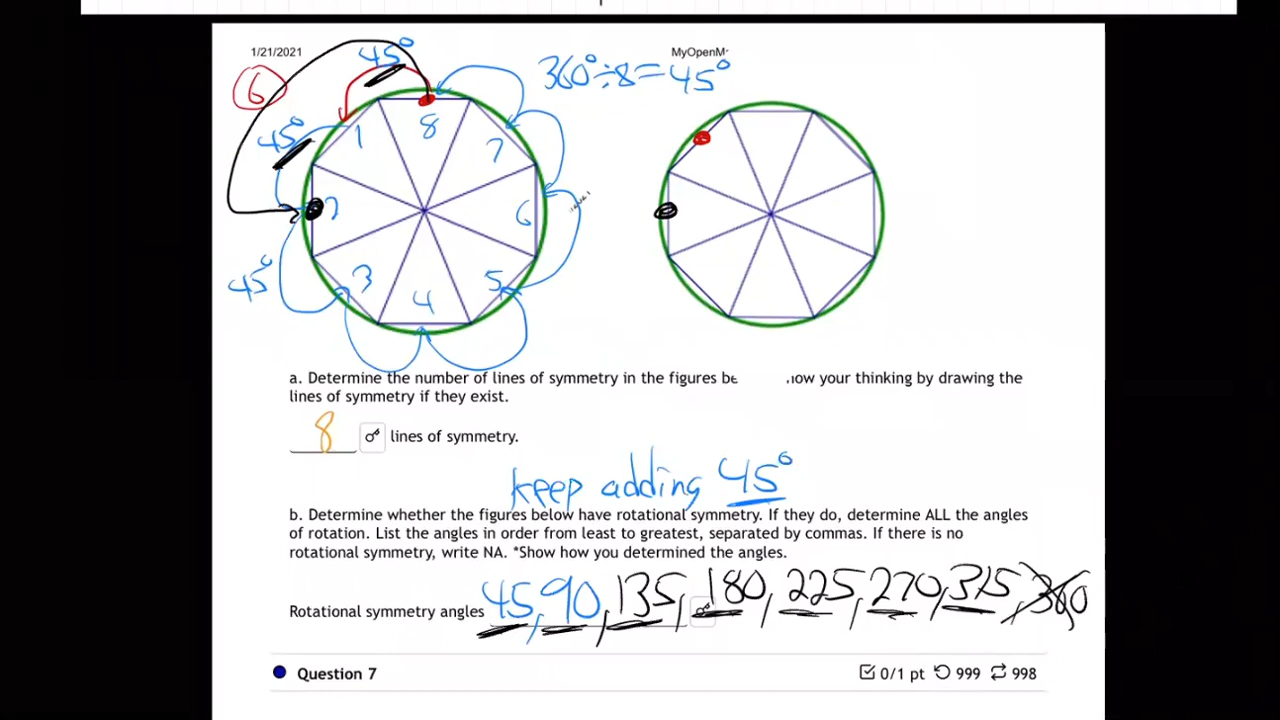 1/21/2021 MyOpenM
45° 360°÷8=45°
6
45° 1 8 7
2 6
45° 3 4 5
a. Determine the number of lines of symmetry in the figures be how your thinking by drawing the
lines of symmetry if they exist.
8 lines of symmetry.
keep adding 45°
b. Determine whether the figures below have rotational symmetry. If they do, determine ALL the angles
of rotation. List the angles in order from least to greatest, separated by commas. If there is no
rotational symmetry, write NA. *Show how you determined the angles.
Rotational symmetry angles 45, 90, 135, 180, 225, 270, 315, 360
Question 7 0/1 pt 999 998